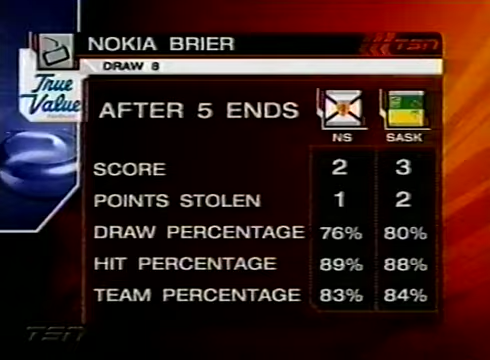 NOKIA BRIER
TSN
DRAW 8
True Value
AFTER 5 ENDS
NS SASK
SCORE 2 3
POINTS STOLEN 1 2
DRAW PERCENTAGE 76% 80%
HIT PERCENTAGE 89% 88%
TEAM PERCENTAGE 83% 84%
TSN